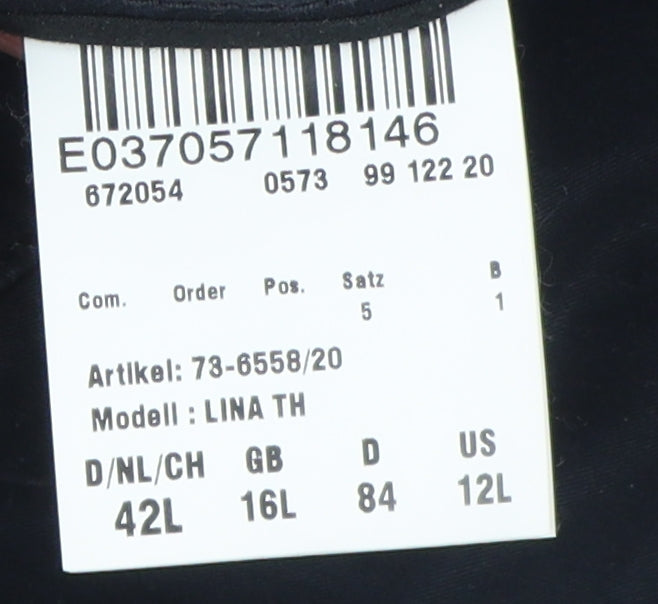 E037057118146
672054 0573 99 122 20
Com. Order Pos. Satz B
5 1
Artikel: 73-6558/20
Modell : LINA TH
D/NL/CH GB D US
42L 16L 84 12L